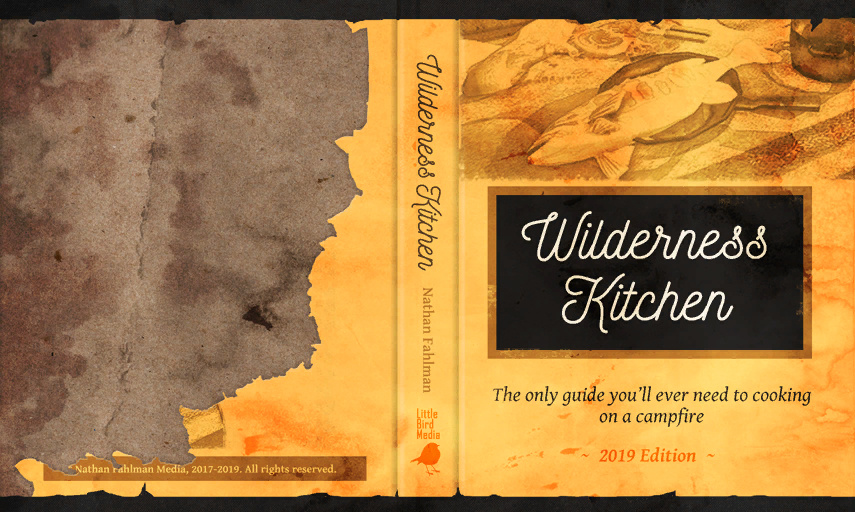 Nathan Fahlman Media, 2017-2019. All rights reserved.
Wilderness Kitchen
Nathan Fahlman
Little
Bird
Media
Wilderness
Kitchen
The only guide you'll ever need to cooking
on a campfire
~ 2019 Edition ~